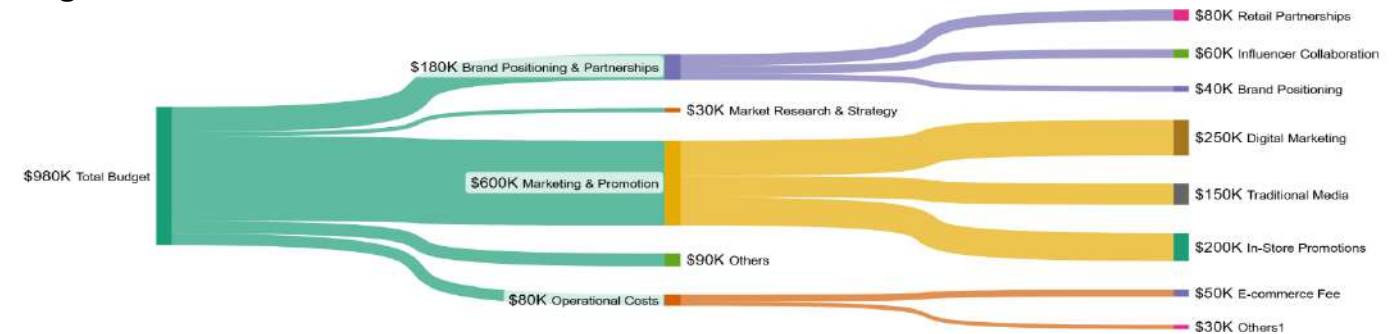 $980K Total Budget
$180K Brand Positioning & Partnerships
$30K Market Research & Strategy
$600K Marketing & Promotion
$90K Others
$80K Operational Costs
$80K Retail Partnerships
$60K Influencer Collaboration
$40K Brand Positioning
$250K Digital Marketing
$150K Traditional Media
$200K In-Store Promotions
$50K E-commerce Fee
$30K Others1